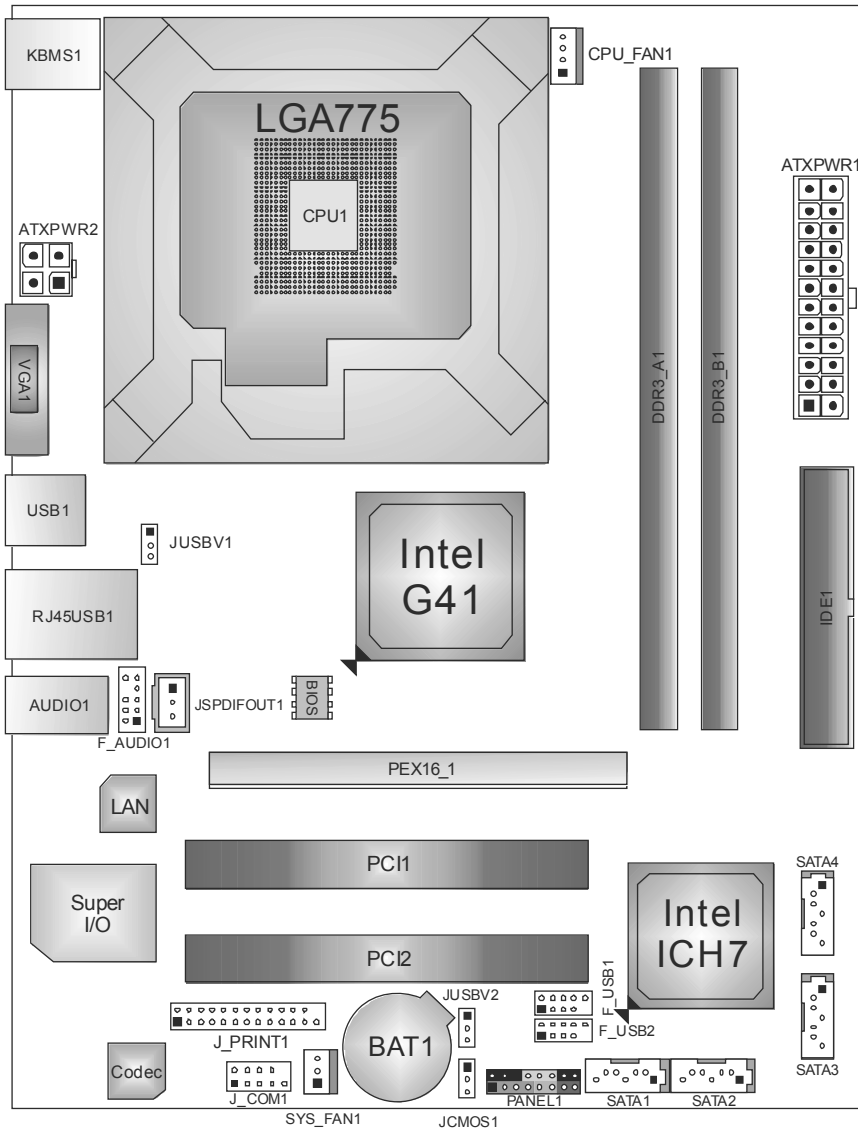 KBMS1
CPU_FAN1
LGA775
CPU1
ATXPWR1
ATXPWR2
VGA1
DDR3_A1
DDR3_B1
USB1
JUSBV1
Intel
G41
RJ45USB1
IDE1
AUDIO1
JSPDIFOUT1
BIOS
F_AUDIO1
PEX16_1
LAN
PCI1
SATA4
Super
I/O
Intel
ICH7
PCI2
F_USB1
JUSBV2
F_USB2
J_PRINT1
BAT1
Codec
SATA3
J_COM1
PANEL1
SATA1
SATA2
SYS_FAN1
JCMOS1